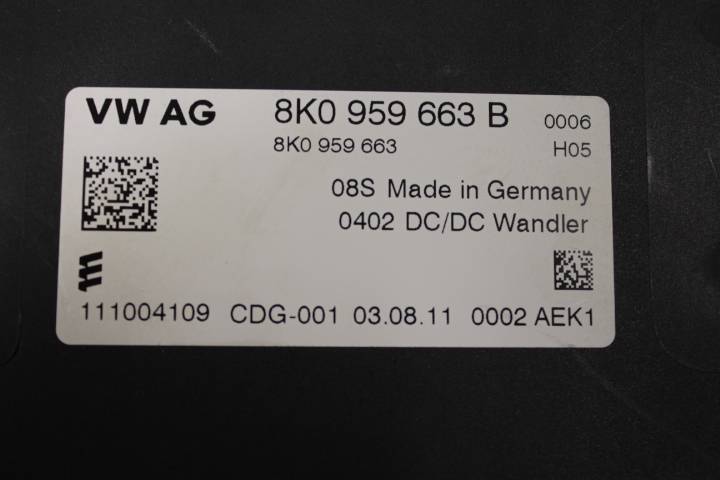 VW AG 8K0 959 663 B 0006
8K0 959 663 H05
08S Made in Germany
0402 DC/DC Wandler
111004109 CDG-001 03.08.11 0002 AEK1